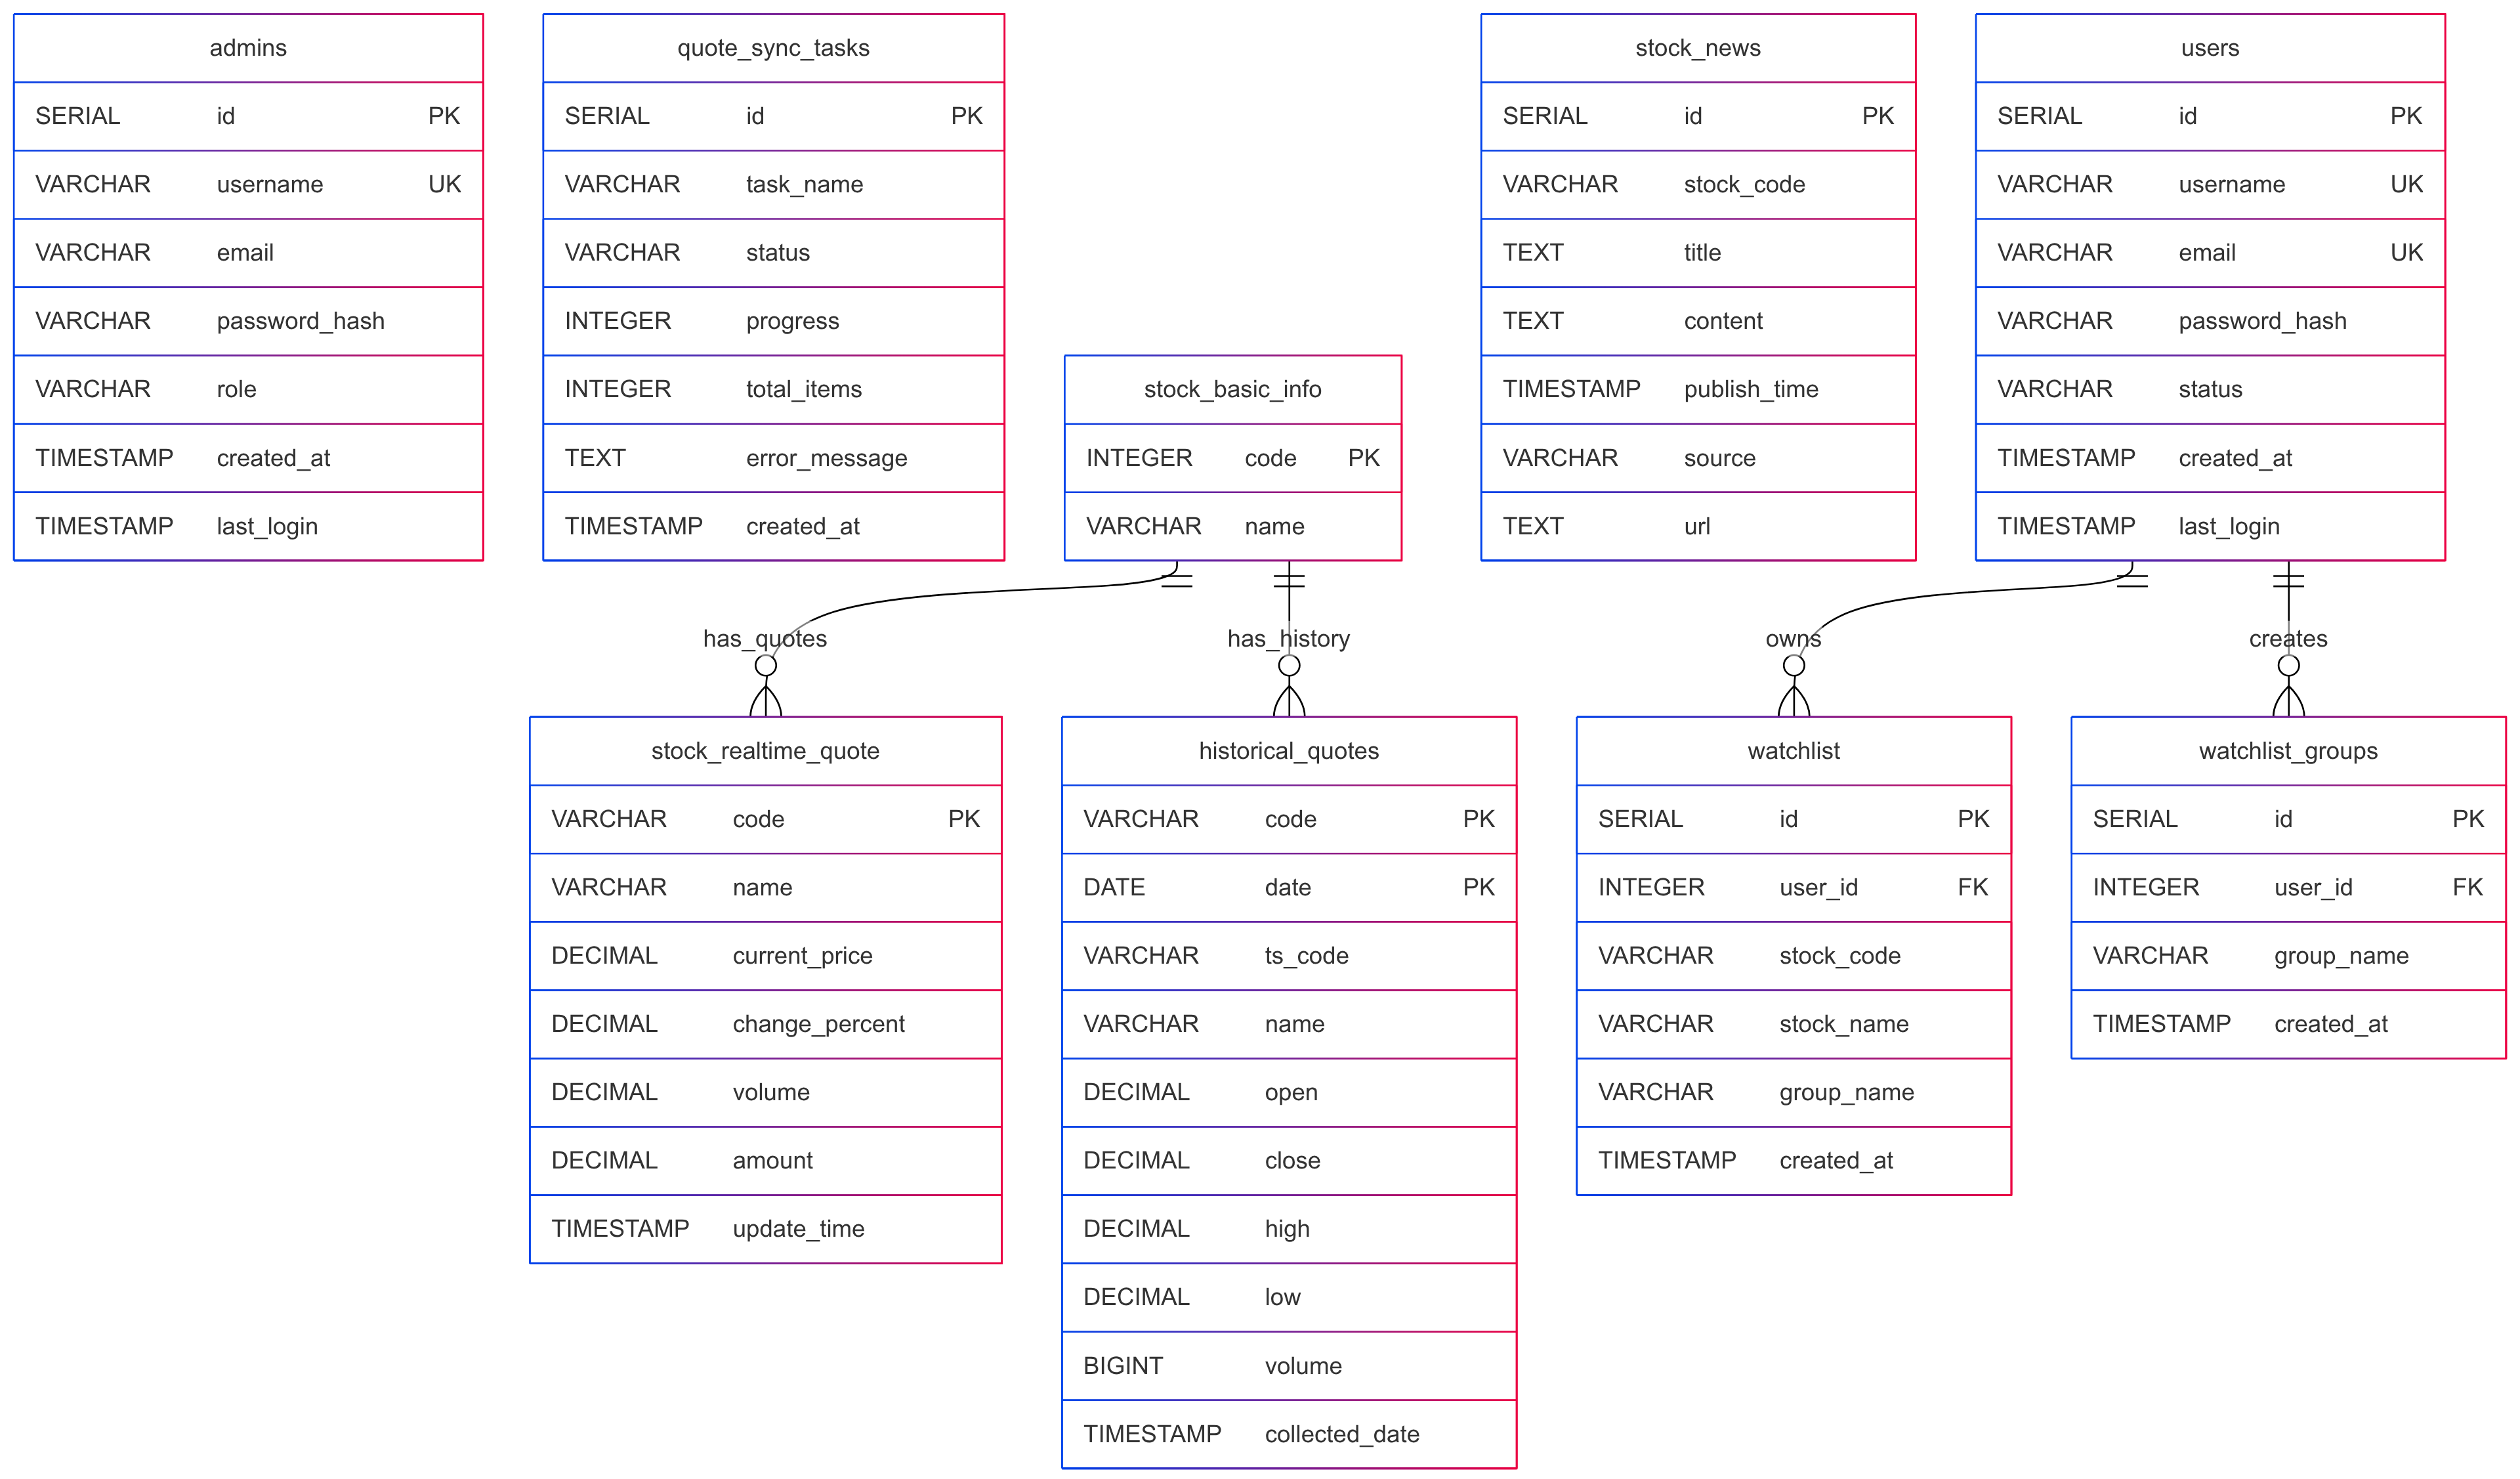 admins
SERIAL id PK
VARCHAR username UK
VARCHAR email
VARCHAR password_hash
VARCHAR role
TIMESTAMP created_at
TIMESTAMP last_login
quote_sync_tasks
SERIAL id PK
VARCHAR task_name
VARCHAR status
INTEGER progress
INTEGER total_items
TEXT error_message
TIMESTAMP created_at
stock_basic_info
INTEGER code PK
VARCHAR name
stock_news
SERIAL id PK
VARCHAR stock_code
TEXT title
TEXT content
TIMESTAMP publish_time
VARCHAR source
TEXT url
users
SERIAL id PK
VARCHAR username UK
VARCHAR email UK
VARCHAR password_hash
VARCHAR status
TIMESTAMP created_at
TIMESTAMP last_login
has_quotes
has_history
owns
creates
stock_realtime_quote
VARCHAR code PK
VARCHAR name
DECIMAL current_price
DECIMAL change_percent
DECIMAL volume
DECIMAL amount
TIMESTAMP update_time
historical_quotes
VARCHAR code PK
DATE date PK
VARCHAR ts_code
VARCHAR name
DECIMAL open
DECIMAL close
DECIMAL high
DECIMAL low
BIGINT volume
TIMESTAMP collected_date
watchlist
SERIAL id PK
INTEGER user_id FK
VARCHAR stock_code
VARCHAR stock_name
VARCHAR group_name
TIMESTAMP created_at
watchlist_groups
SERIAL id PK
INTEGER user_id FK
VARCHAR group_name
TIMESTAMP created_at